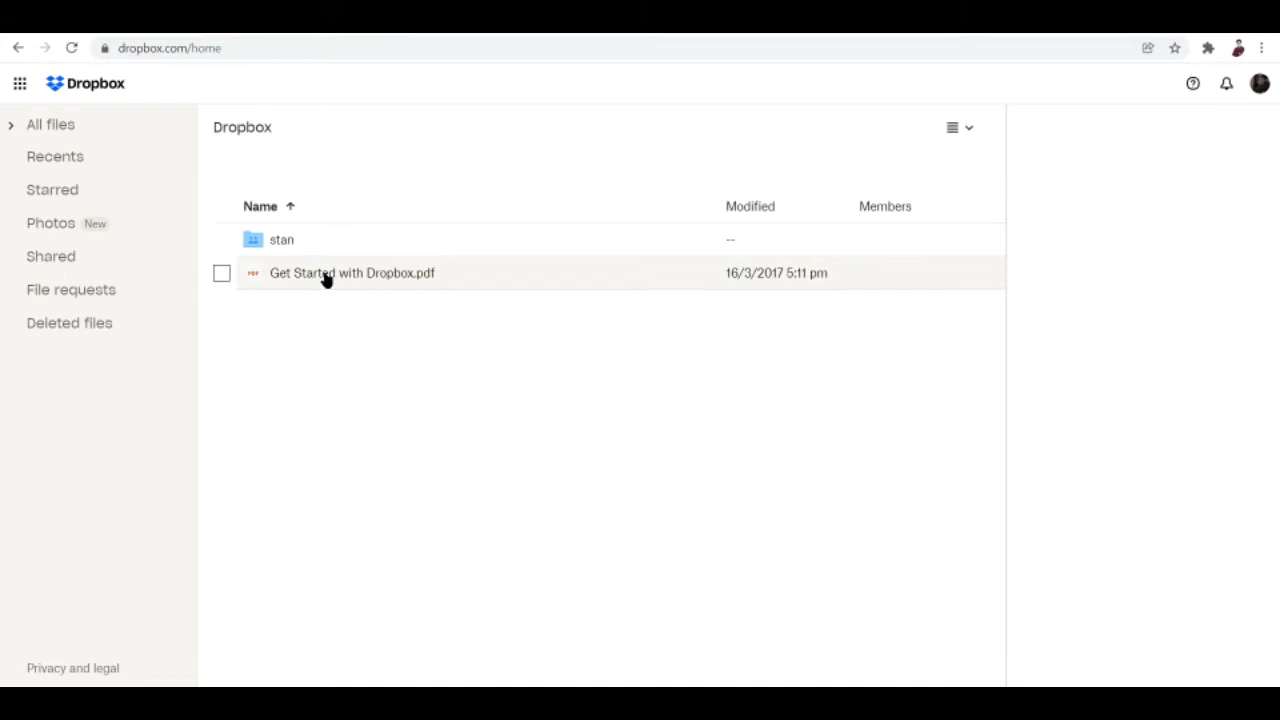 dropbox.com/home
Dropbox
All files
Recents
Starred
Photos New
Shared
File requests
Deleted files
Privacy and legal
Dropbox
Name Modified Members
stan --
PDF Get Started with Dropbox.pdf 16/3/2017 5:11 pm